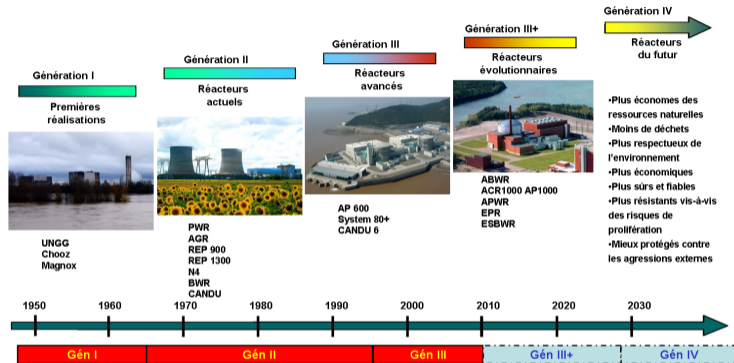 Génération I
Premières
réalisations
UNGG
Chooz
Magnox
Génération II
Réacteurs
actuels
PWR
AGR
REP 900
REP 1300
N4
BWR
CANDU
Génération III
Réacteurs
avancés
AP 600
System 80+
CANDU 6
Génération III+
Réacteurs
évolutionnaires
ABWR
ACR1000 AP1000
APWR
EPR
ESBWR
Génération IV
Réacteurs
du futur
•Plus économes des
ressources naturelles
•Moins de déchets
•Plus respectueux de
l'environnement
•Plus économiques
•Plus sûrs et fiables
•Plus résistants vis-à-vis
des risques de
prolifération
•Mieux protégés contre
les agressions externes
1950 1960 1970 1980 1990 2000 2010 2020 2030
Gén I Gén II Gén III Gén III+ Gén IV